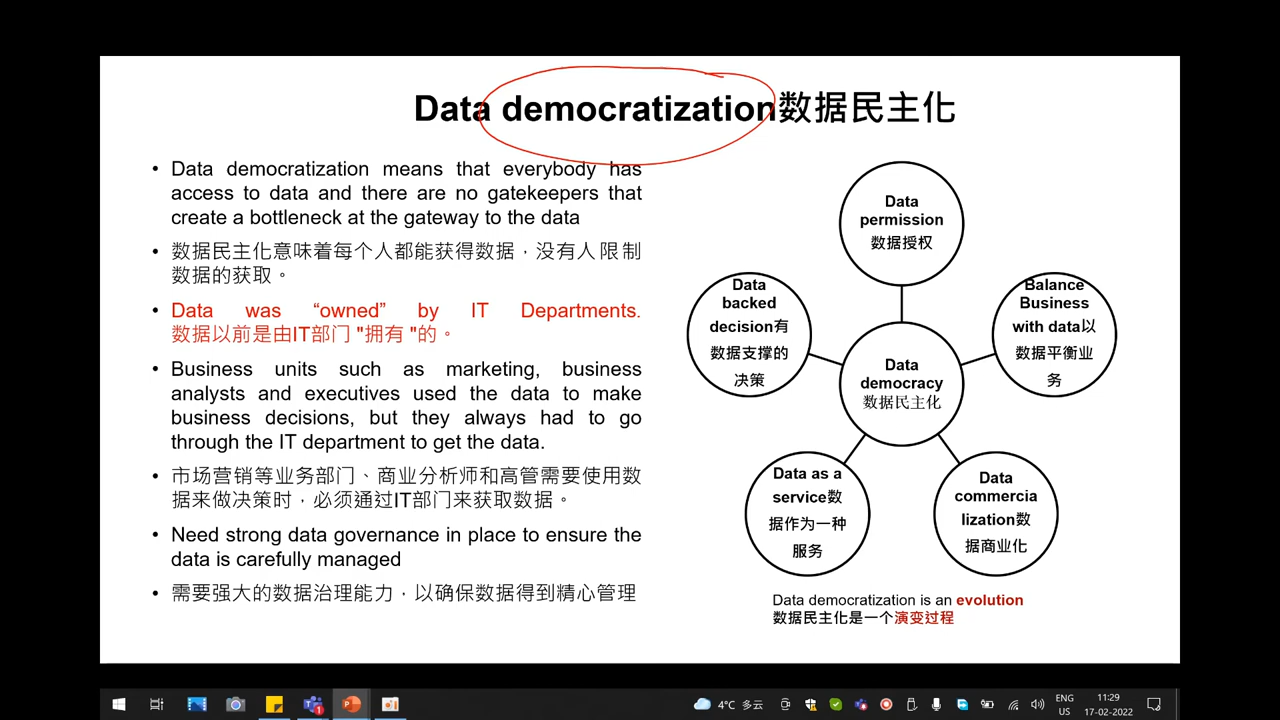 Data democratization数据民主化
• Data democratization means that everybody has
access to data and there are no gatekeepers that
create a bottleneck at the gateway to the data
• 数据民主化意味着每个人都能获得数据，没有人限制
数据的获取。
• Data was “owned” by IT Departments.
数据以前是由IT部门 "拥有 "的。
• Business units such as marketing, business
analysts and executives used the data to make
business decisions, but they always had to go
through the IT department to get the data.
• 市场营销等业务部门、商业分析师和高管需要使用数
据来做决策时，必须通过IT部门来获取数据。
• Need strong data governance in place to ensure the
data is carefully managed
• 需要强大的数据治理能力，以确保数据得到精心管理
Data
permission
数据授权
Data
backed
decision有
数据支撑的
决策
Balance
Business
with data以
数据平衡业
务
Data
democracy
数据民主化
Data as a
service数
据作为一种
服务
Data
commercia
lization数
据商业化
Data democratization is an evolution
数据民主化是一个演变过程
1
4°C 多云
ENG
US
11:29
17-02-2022